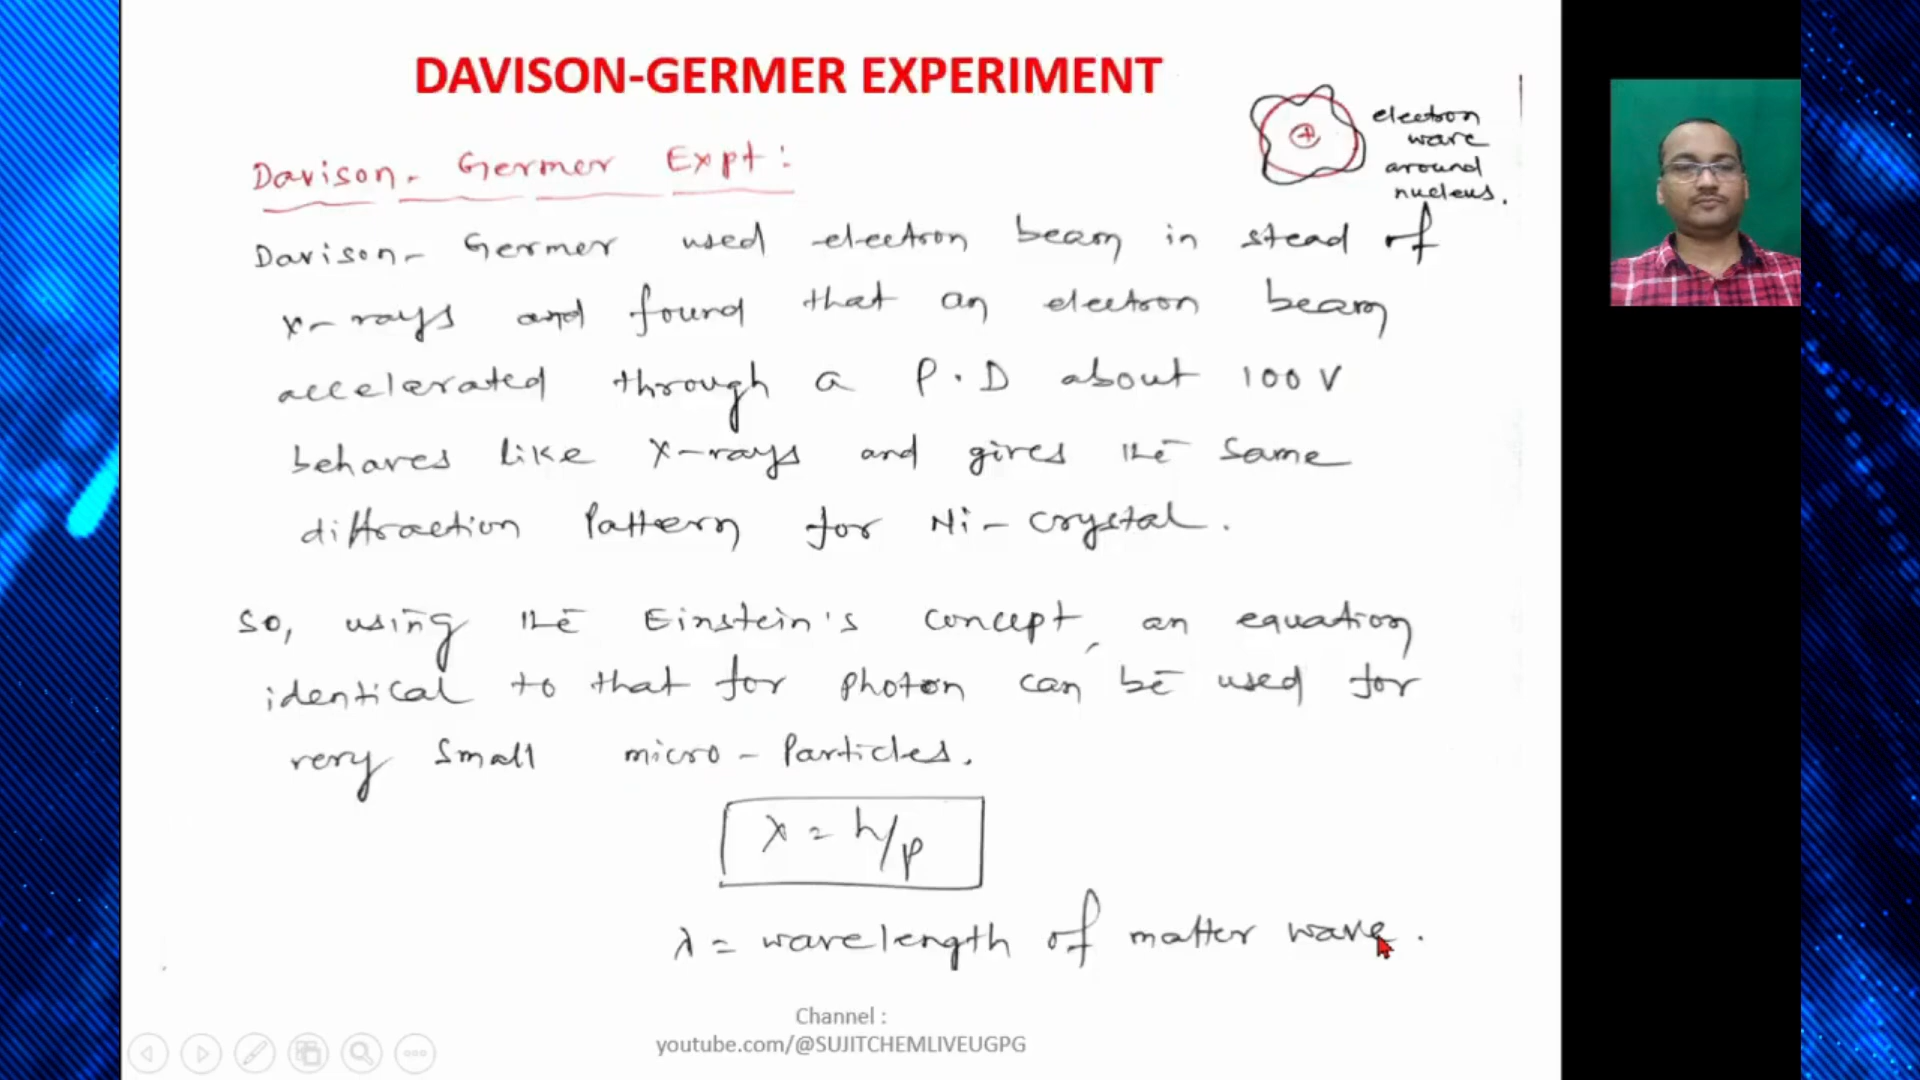 DAVISON-GERMER EXPERIMENT
electron
wave
around
nucleus.
Davison- Germer Expt:
Davison- Germer used electron beam in stead of
x-rays and found that an electron beam
accelerated through a P.D about 100 V
behaves like X-rays and gives the same
diffraction Pattern for Ni-crystal.
So, using the Einstein's concept, an equation
identical to that for photon can be used for
very small micro-Particles.
λ = h/p
λ = wavelength of matter wave.
Channel :
youtube.com/@SUJITCHEMLIVEUGPG